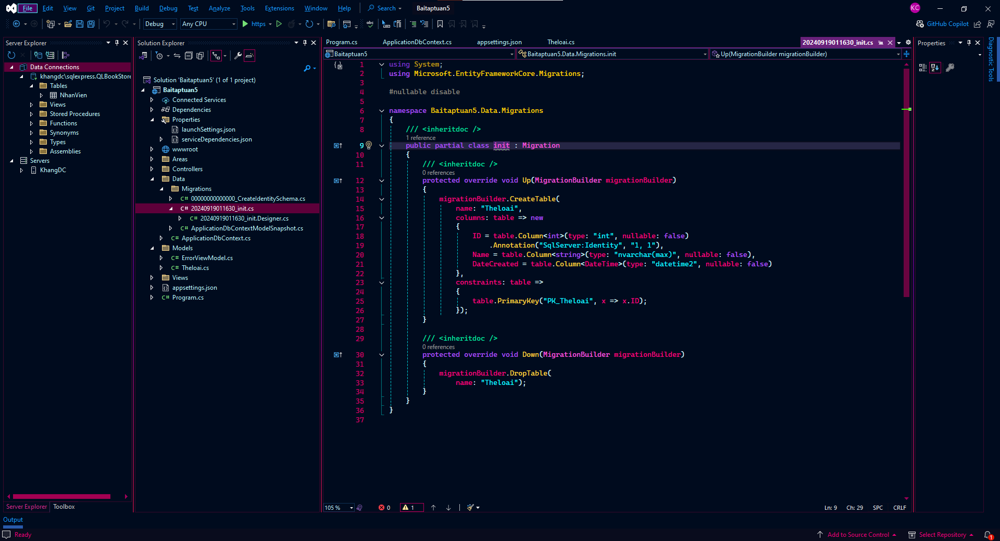 File Edit View Git Project Build Debug Test Analyze Tools Extensions Window Help Search Baitaptuan5 KC
Debug Any CPU https abc GitHub Copilot
Server Explorer
Data Connections
khangdc\sqlexpress.QLBookStore
Tables
NhanVien
Views
Stored Procedures
Functions
Synonyms
Types
Assemblies
Servers
KhangDC
Server Explorer Toolbox
Solution Explorer
Solution 'Baitaptuan5' (1 of 1 project)
Baitaptuan5
Connected Services
Dependencies
Properties
launchSettings.json
serviceDependencies.json
wwwroot
Areas
Controllers
Data
Migrations
C# 00000000000000_CreateIdentitySchema.cs
C# 20240919011630_init.cs
C# 20240919011630_init.Designer.cs
C# ApplicationDbContextModelSnapshot.cs
C# ApplicationDbContext.cs
Models
C# ErrorViewModel.cs
C# Theloai.cs
Views
appsettings.json
C# Program.cs
Program.cs ApplicationDbContext.cs appsettings.json Theloai.cs 20240919011630_init.cs
Baitaptuan5 Baitaptuan5.Data.Migrations.init Up(MigrationBuilder migrationBuilder)
1 using System;
2 using Microsoft.EntityFrameworkCore.Migrations;
3
4 #nullable disable
5
6 namespace Baitaptuan5.Data.Migrations
7 {
8 /// <inheritdoc />
1 reference
9 public partial class init : Migration
10 {
11 /// <inheritdoc />
0 references
12 protected override void Up(MigrationBuilder migrationBuilder)
13 {
14 migrationBuilder.CreateTable(
15 name: "Theloai",
16 columns: table => new
17 {
18 ID = table.Column<int>(type: "int", nullable: false)
19 .Annotation("SqlServer:Identity", "1, 1"),
20 Name = table.Column<string>(type: "nvarchar(max)", nullable: false),
21 DateCreated = table.Column<DateTime>(type: "datetime2", nullable: false)
22 },
23 constraints: table =>
24 {
25 table.PrimaryKey("PK_Theloai", x => x.ID);
26 });
27 }
28
29 /// <inheritdoc />
0 references
30 protected override void Down(MigrationBuilder migrationBuilder)
31 {
32 migrationBuilder.DropTable(
33 name: "Theloai");
34 }
35 }
36 }
37
105 % 0 1 Ln: 9 Ch: 29 SPC CRLF
Properties
Diagnostic Tools
Output
Ready Add to Source Control Select Repository 1